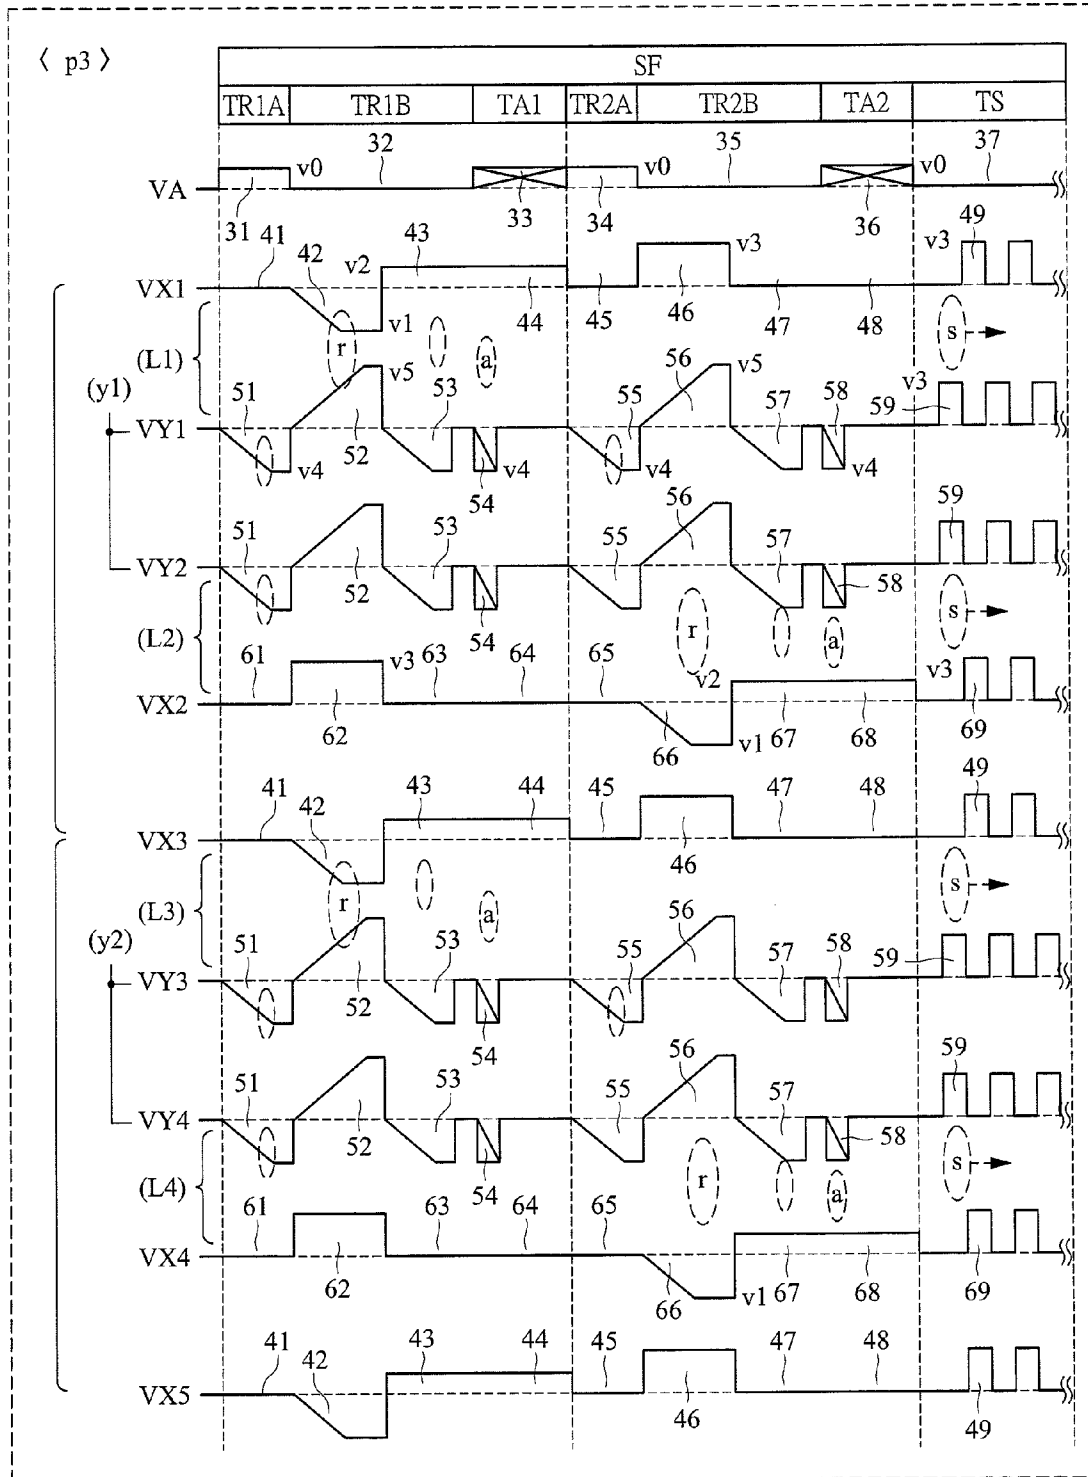 〈 p3 〉
SF
TR1A TR1B TA1 TR2A TR2B TA2 TS
32 35 37
VA v0 v0 v0
31 33 34 36 49
41 42 v2 43 v3 v3
VX1
v1 44 45 46 47 48
(L1) r a s
(y1) 51 v5 53 55 56 v5 57 58 v3 59
VY1
v4 52 54 v4 v4 v4
51 53 55 56 57 59
VY2
52 54 58
(L2) r a s
61 v3 63 64 65 v2 v3
VX2
62 66 v1 67 68 69
41 42 43 44 45 47 48 49
VX3
46
(L3) r a s
(y2) 51 53 55 56 57 58 59
VY3
52 54
51 53 55 56 57 59
VY4
52 54 58
(L4) r a s
61 63 64 65
VX4
62 66 v1 67 68 69
41 42 43 44 45 47 48
VX5
46 49